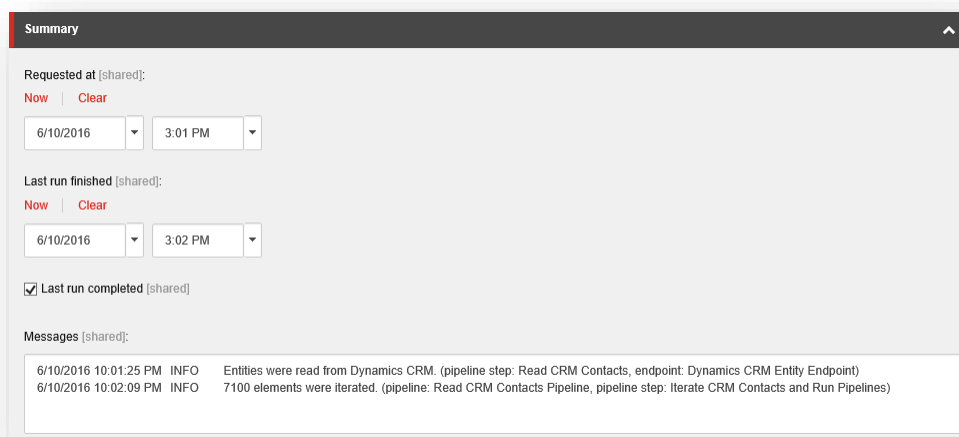 Summary
Requested at [shared]:
Now | Clear
6/10/2016 3:01 PM
Last run finished [shared]:
Now | Clear
6/10/2016 3:02 PM
Last run completed [shared]
Messages [shared]:
6/10/2016 10:01:25 PM INFO Entities were read from Dynamics CRM. (pipeline step: Read CRM Contacts, endpoint: Dynamics CRM Entity Endpoint)
6/10/2016 10:02:09 PM INFO 7100 elements were iterated. (pipeline: Read CRM Contacts Pipeline, pipeline step: Iterate CRM Contacts and Run Pipelines)